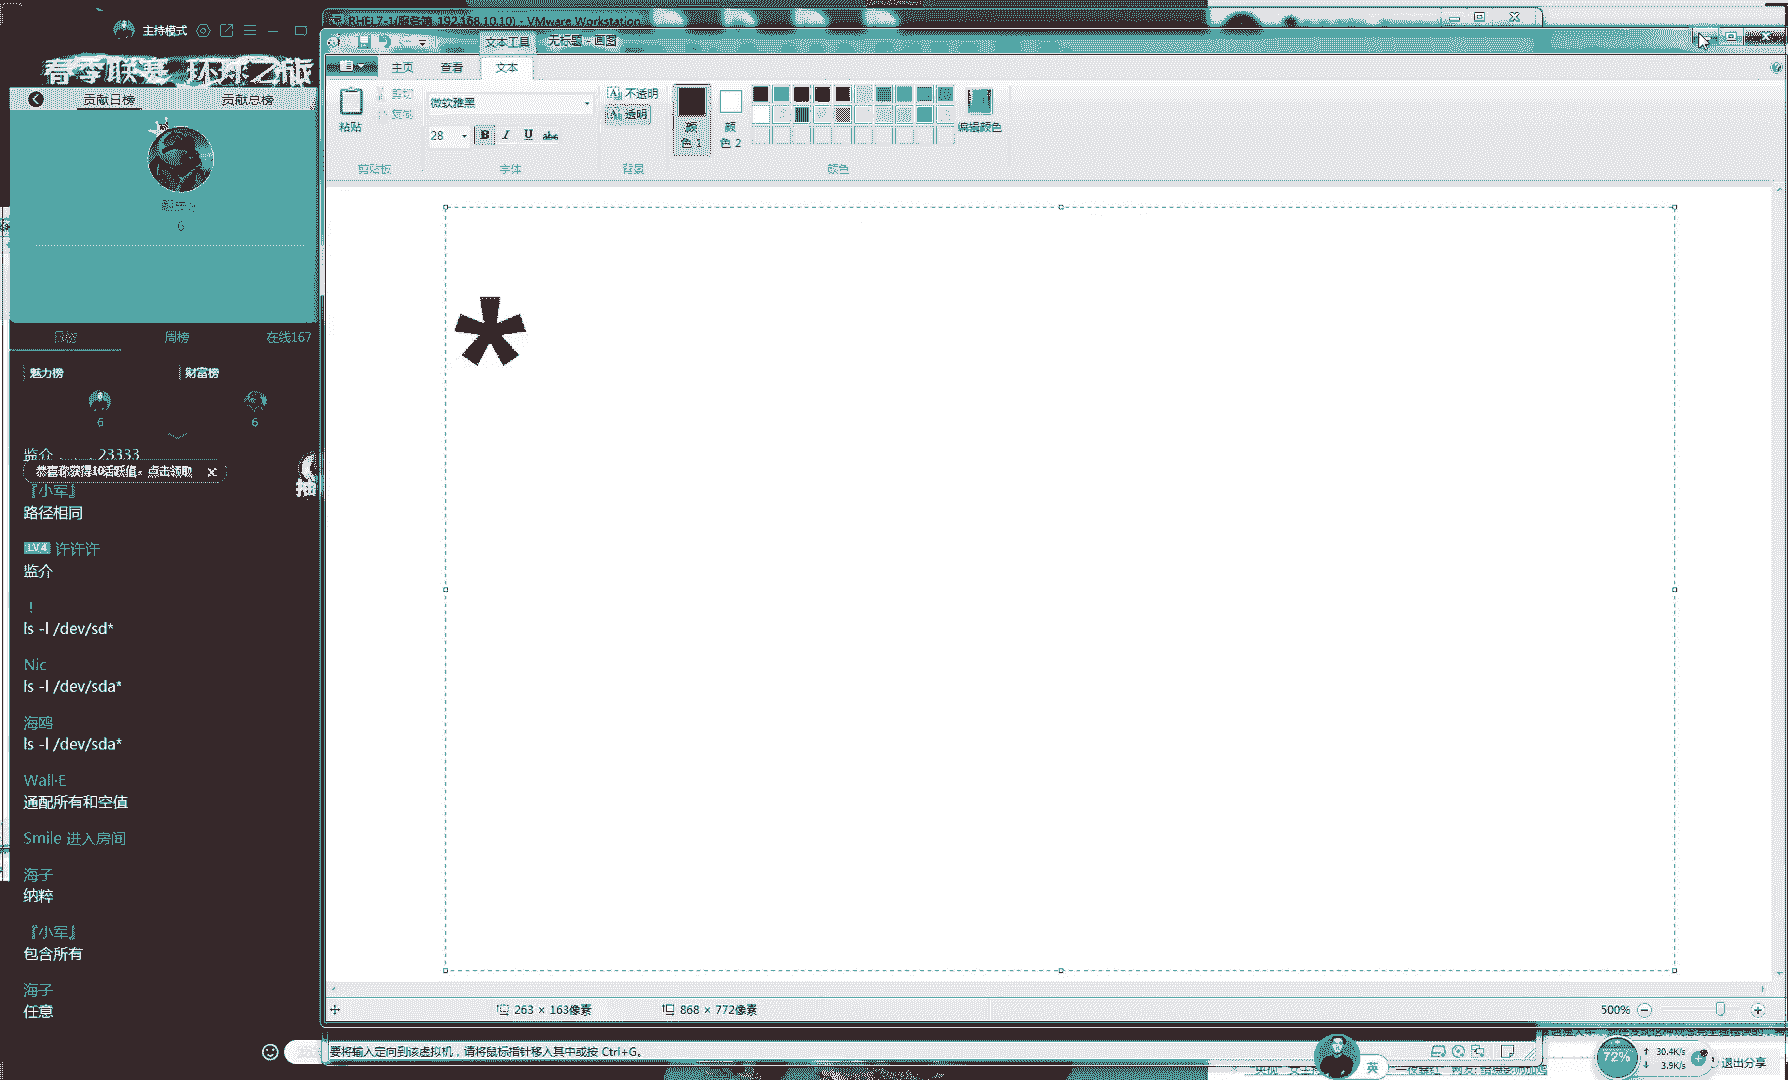 主持模式
春季联赛 环球之旅
贡献日榜 贡献总榜
6
日榜 周榜 在线167
魅力榜 财富榜
6 6
监介 23333
恭喜你获得10活跃值，点击领取 ×
抽
『小军』
路径相同
LV.4 许许许
监介
!
ls -l /dev/sd*
Nic
ls -l /dev/sda*
海鸥
ls -l /dev/sda*
Wall·E
通配所有和空值
Smile 进入房间
海子
纳粹
『小军』
包含所有
海子
任意
RHEL7-1(服务端_192.168.10.10) - VMware Workstation
文本工具 无标题 - 画图
主页 查看 文本
粘贴
剪切
复制
剪贴板
微软雅黑
28 B I U abc
字体
不透明
透明
背景
颜色 1
颜色 2
编辑颜色
颜色
*
263 × 163像素 868 × 772像素 500%
要将输入定向到该虚拟机，请将鼠标指针移入其中或按 Ctrl+G。
英
72%
30.4K/s
3.9K/s
退出分享